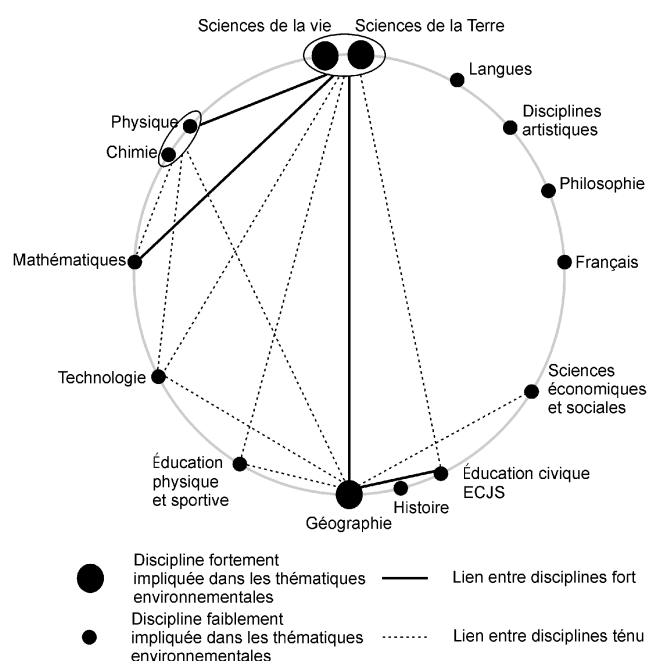 Sciences de la vie
Sciences de la Terre
Langues
Physique
Disciplines
artistiques
Chimie
Philosophie
Mathématiques
Français
Technologie
Sciences
économiques
et sociales
Éducation
physique
et sportive
Éducation civique
ECJS
Histoire
Géographie
Discipline fortement
impliquée dans les thématiques
environnementales
Lien entre disciplines fort
Discipline faiblement
impliquée dans les thématiques
environnementales
Lien entre disciplines ténu